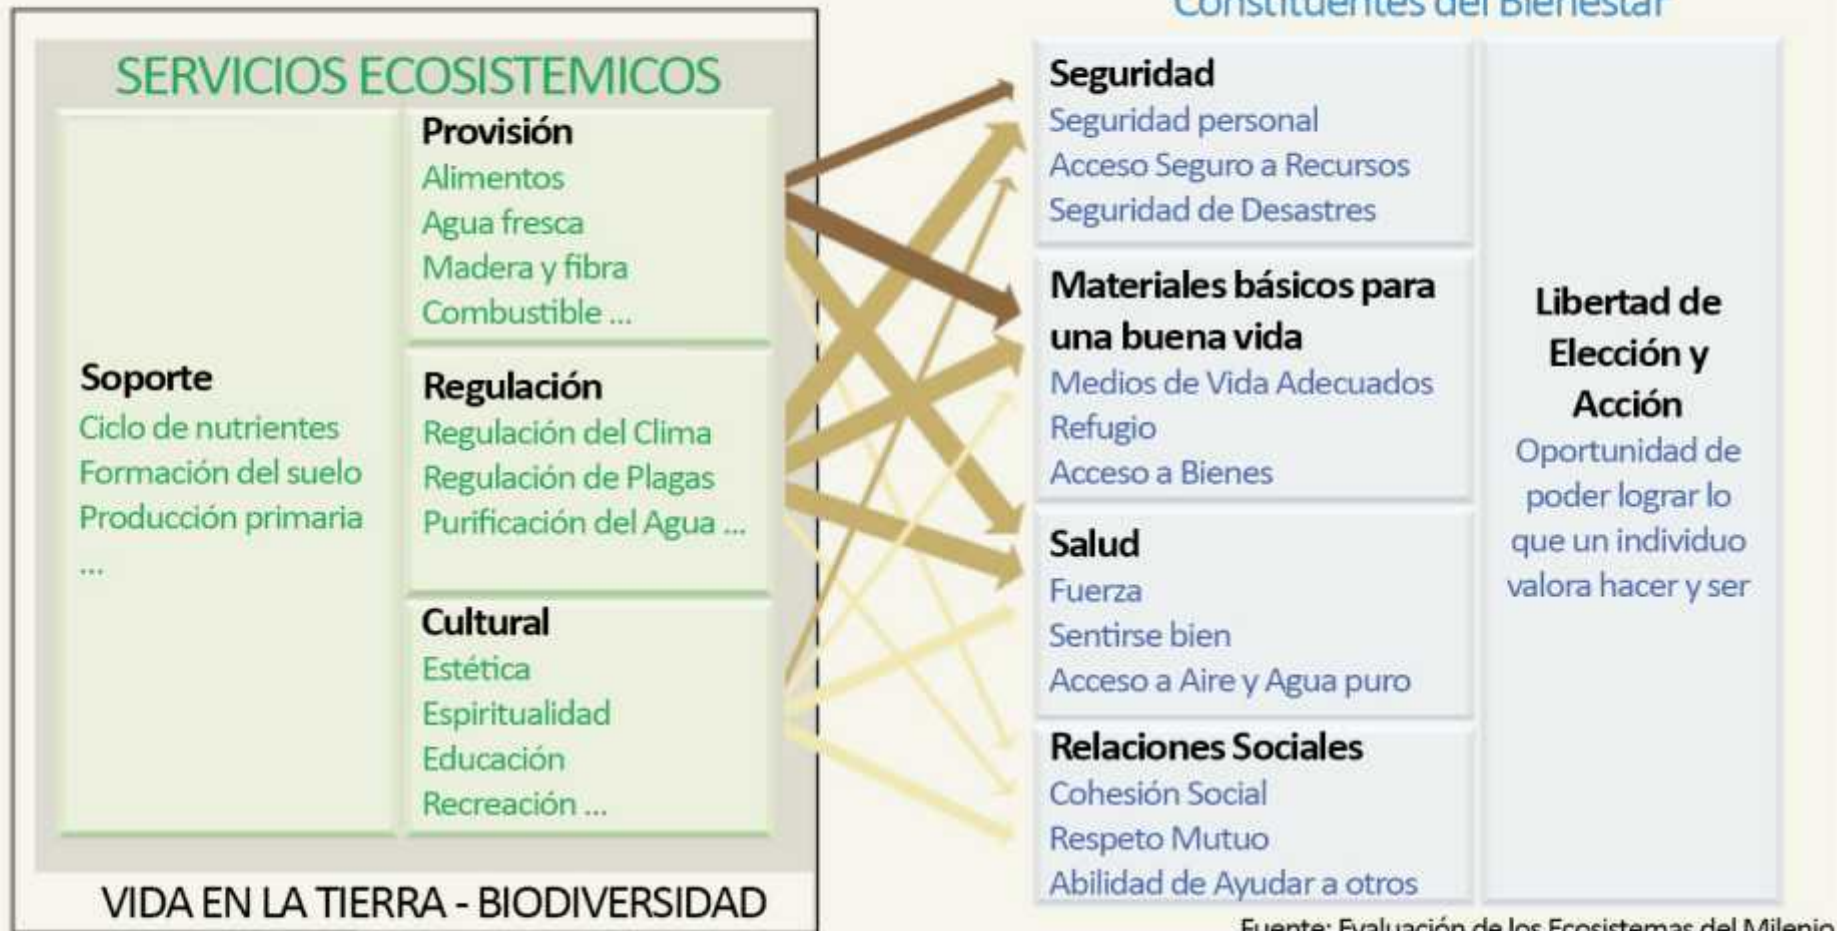 Constituentes del Bienestar
SERVICIOS ECOSISTEMICOS
Soporte
Ciclo de nutrientes
Formación del suelo
Producción primaria
...
Provisión
Alimentos
Agua fresca
Madera y fibra
Combustible ...
Regulación
Regulación del Clima
Regulación de Plagas
Purificación del Agua ...
Cultural
Estética
Espiritualidad
Educación
Recreación ...
VIDA EN LA TIERRA - BIODIVERSIDAD
Seguridad
Seguridad personal
Acceso Seguro a Recursos
Seguridad de Desastres
Materiales básicos para
una buena vida
Medios de Vida Adecuados
Refugio
Acceso a Bienes
Salud
Fuerza
Sentirse bien
Acceso a Aire y Agua puro
Relaciones Sociales
Cohesión Social
Respeto Mutuo
Abilidad de Ayudar a otros
Libertad de
Elección y
Acción
Oportunidad de
poder lograr lo
que un individuo
valora hacer y ser
Fuente: Evaluación de los Ecosistemas del Milenio